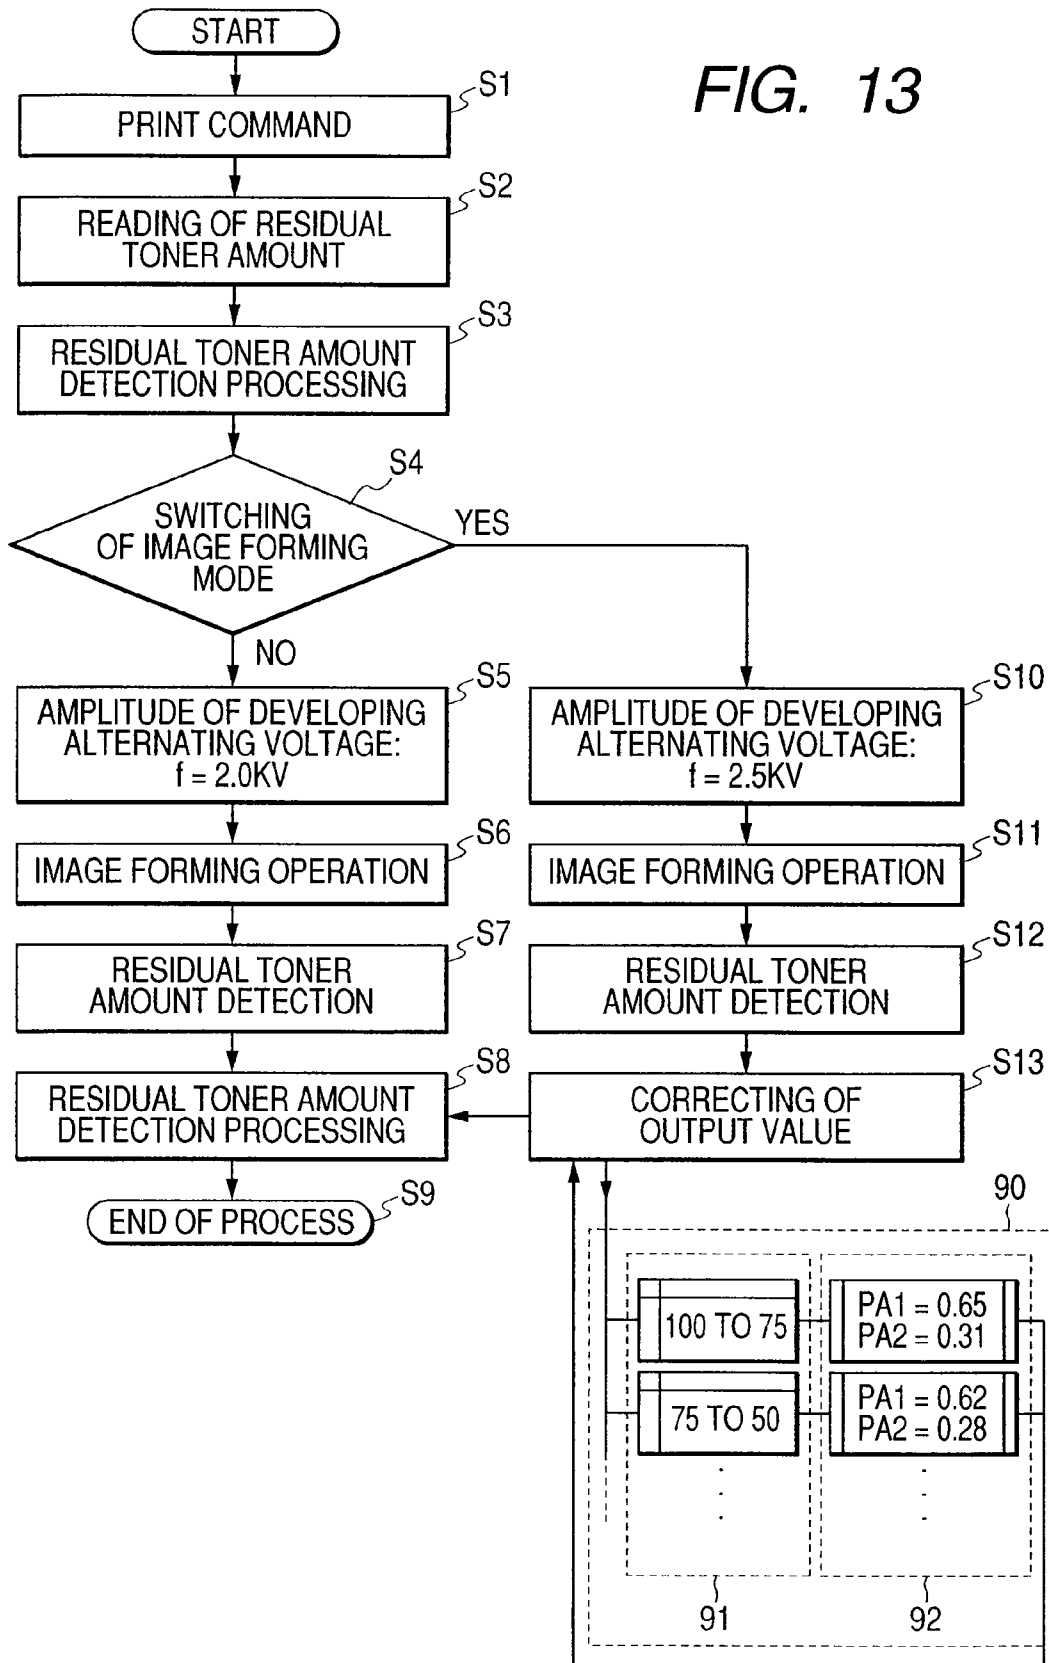 FIG. 13
START
S1
PRINT COMMAND
S2
READING OF RESIDUAL
TONER AMOUNT
S3
RESIDUAL TONER AMOUNT
DETECTION PROCESSING
S4
SWITCHING
OF IMAGE FORMING
MODE
YES
NO
S5
AMPLITUDE OF DEVELOPING
ALTERNATING VOLTAGE:
f = 2.0KV
S6
IMAGE FORMING OPERATION
S7
RESIDUAL TONER
AMOUNT DETECTION
S8
RESIDUAL TONER AMOUNT
DETECTION PROCESSING
S9
END OF PROCESS
S10
AMPLITUDE OF DEVELOPING
ALTERNATING VOLTAGE:
f = 2.5KV
S11
IMAGE FORMING OPERATION
S12
RESIDUAL TONER
AMOUNT DETECTION
S13
CORRECTING OF
OUTPUT VALUE
90
100 TO 75
PA1 = 0.65
PA2 = 0.31
75 TO 50
PA1 = 0.62
PA2 = 0.28
91
92